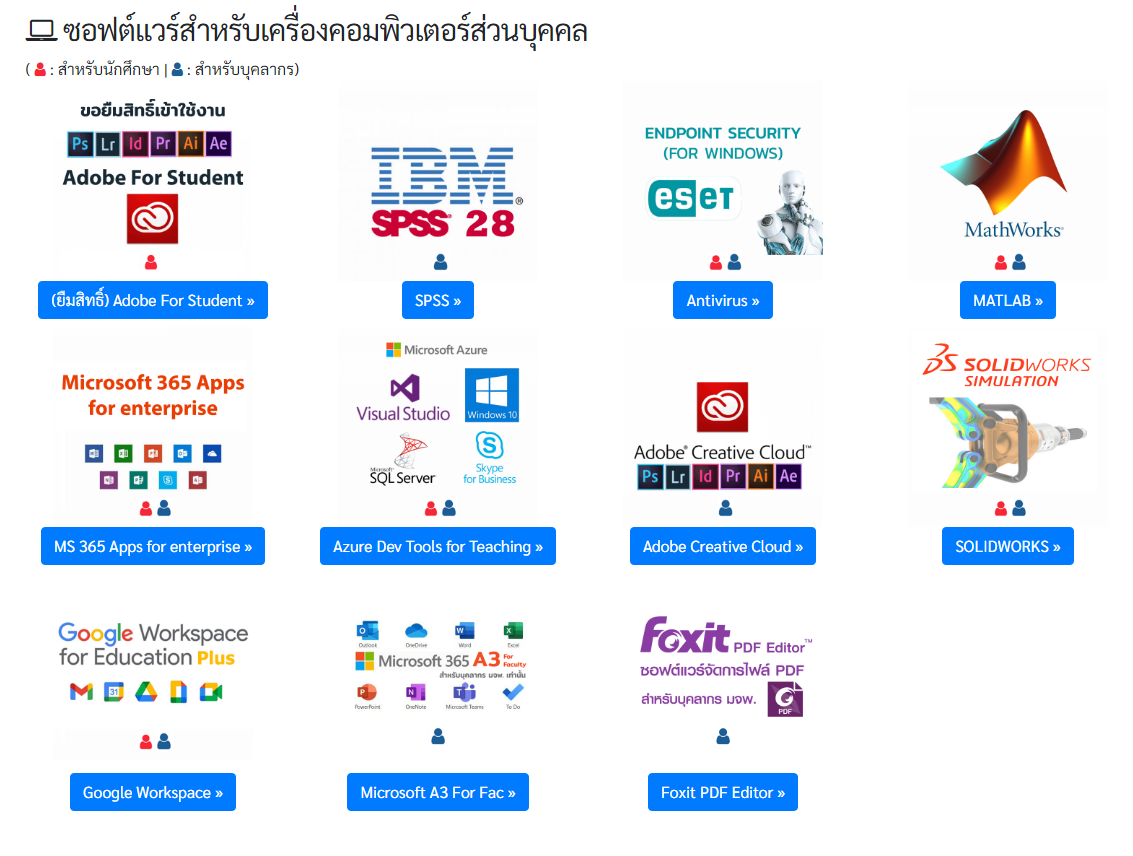 ซอฟต์แวร์สำหรับเครื่องคอมพิวเตอร์ส่วนบุคคล
( : สำหรับนักศึกษา | : สำหรับบุคลากร)
ขอยืมสิทธิ์เข้าใช้งาน
Ps Lr Id Pr Ai Ae
Adobe For Student
(ยืมสิทธิ์) Adobe For Student »
IBM®
SPSS 28
SPSS »
ENDPOINT SECURITY
(FOR WINDOWS)
eseT
Antivirus »
MathWorks®
MATLAB »
Microsoft 365 Apps
for enterprise
MS 365 Apps for enterprise »
Microsoft Azure
Visual Studio
Windows 10
Microsoft
SQL Server
Skype
for Business
Azure Dev Tools for Teaching »
Adobe® Creative Cloud™
Ps Lr Id Pr Ai Ae
Adobe Creative Cloud »
SOLIDWORKS
SIMULATION
SOLIDWORKS »
Google Workspace
for Education Plus
31
Google Workspace »
Outlook OneDrive Word Excel
Microsoft 365 A3 For Faculty
สำหรับบุคลากร มจพ. เท่านั้น
PowerPoint OneNote Microsoft Teams To Do
Microsoft A3 For Fac »
foxit PDF Editor™
ซอฟต์แวร์จัดการไฟล์ PDF
สำหรับบุคลากร มจพ.
PDF
Foxit PDF Editor »